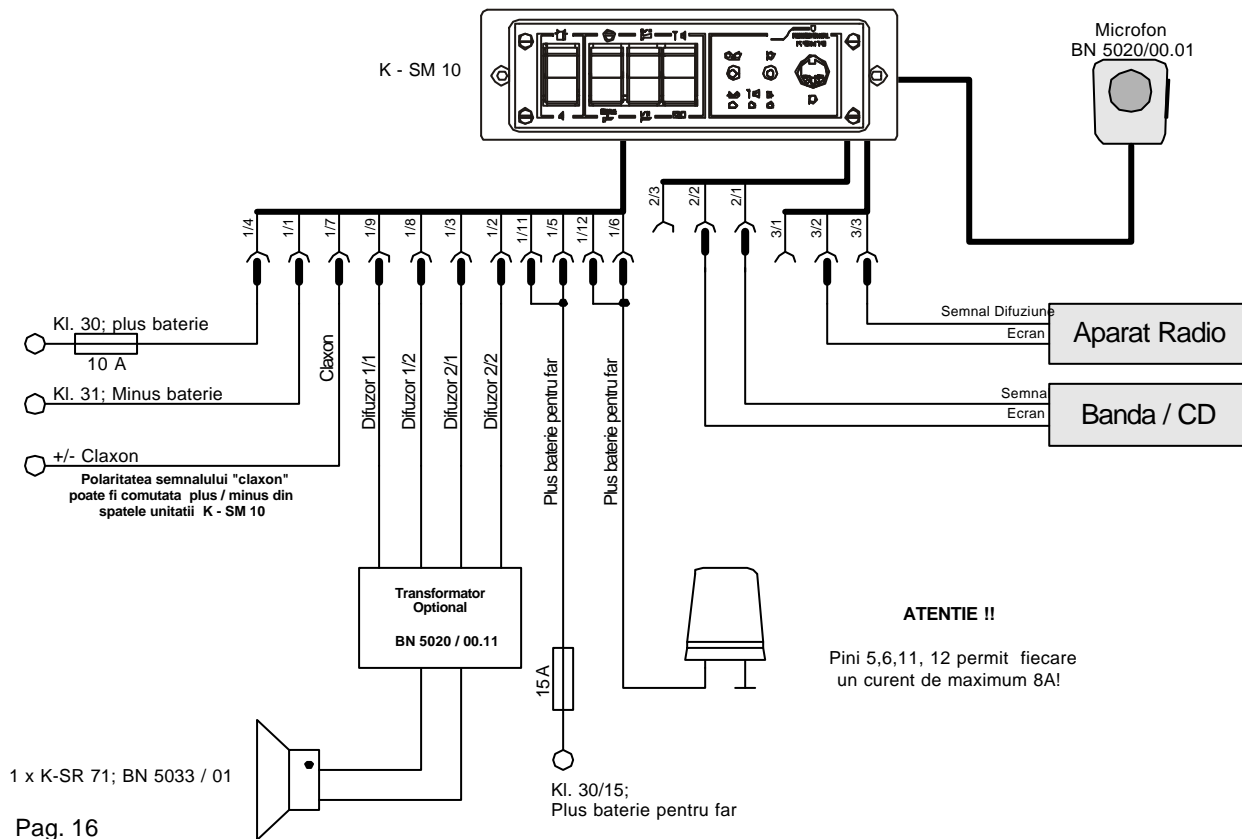 K - SM 10
Microfon
BN 5020/00.01
1/4
1/1
1/7
1/9
1/8
1/3
1/2
1/11
1/5
1/12
1/6
2/3
2/2
2/1
3/1
3/2
3/3
Kl. 30; plus baterie
10 A
Kl. 31; Minus baterie
+/- Claxon
Polaritatea semnalului "claxon"
poate fi comutata plus / minus din
spatele unitatii K - SM 10
Claxon
Difuzor 1/1
Difuzor 1/2
Difuzor 2/1
Difuzor 2/2
Plus baterie pentru far
Plus baterie pentru far
Semnal Difuziune
Ecran
Aparat Radio
Semna
Ecran
Banda / CD
Transformator
Optional
BN 5020 / 00.11
15 A
ATENTIE !!
Pini 5,6,11, 12 permit fiecare
un curent de maximum 8A!
1 x K-SR 71; BN 5033 / 01
Kl. 30/15;
Plus baterie pentru far
Pag. 16